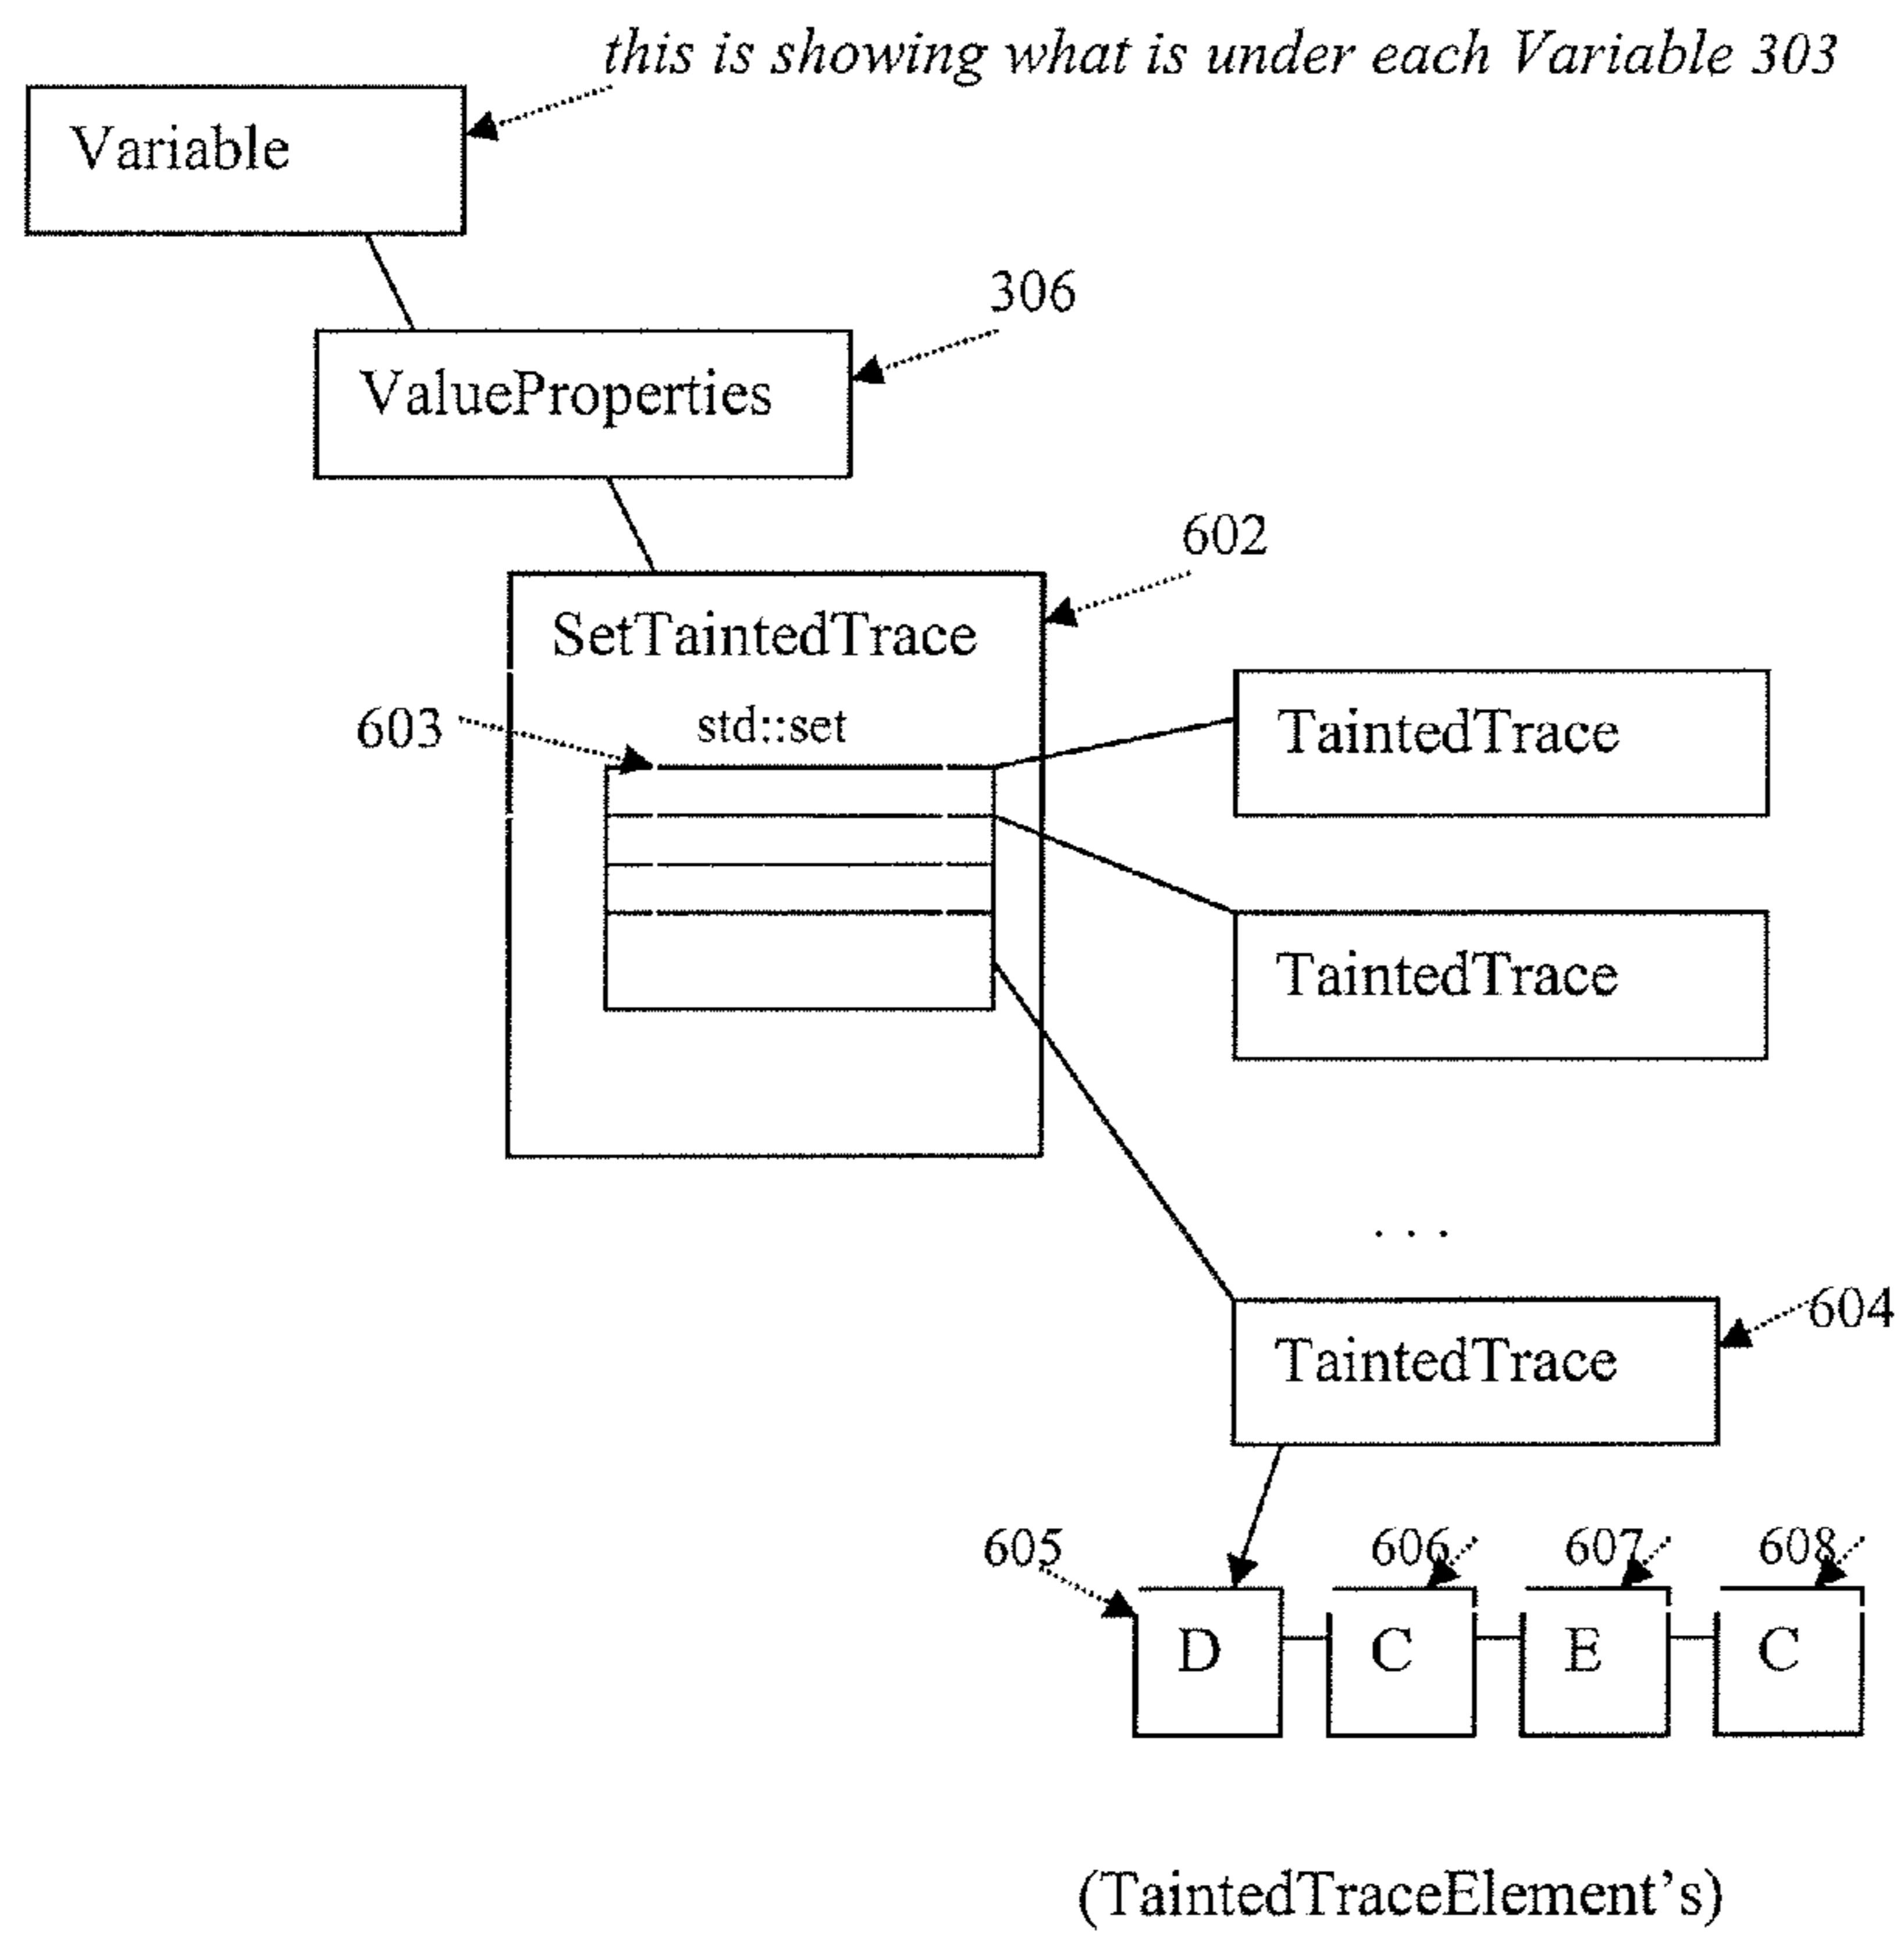 this is showing what is under each Variable 303
Variable
306
ValueProperties
602
SetTaintedTrace
603
std::set
TaintedTrace
TaintedTrace
. . .
604
TaintedTrace
605
606
607
608
D
C
E
C
(TaintedTraceElement’s)